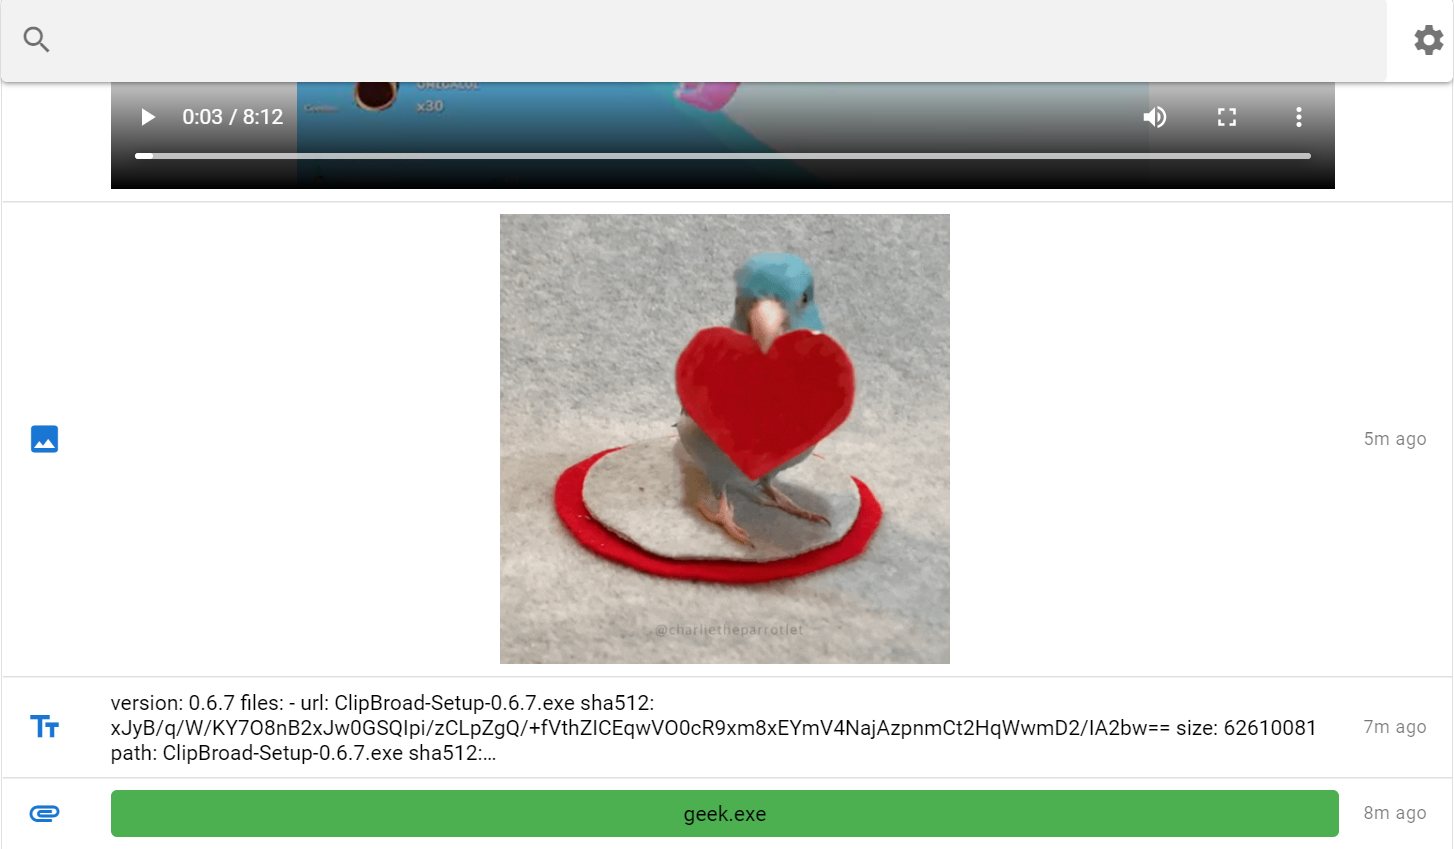 x30
0:03 / 8:12
@charlietheparrotlet
5m ago
version: 0.6.7 files: - url: ClipBroad-Setup-0.6.7.exe sha512:
xJyB/q/W/KY7O8nB2xJw0GSQIpi/zCLpZgQ/+fVthZICEqwVO0cR9xm8xEYmV4NajAzpnmCt2HqWwmD2/IA2bw== size: 62610081
path: ClipBroad-Setup-0.6.7.exe sha512:...
7m ago
geek.exe
8m ago